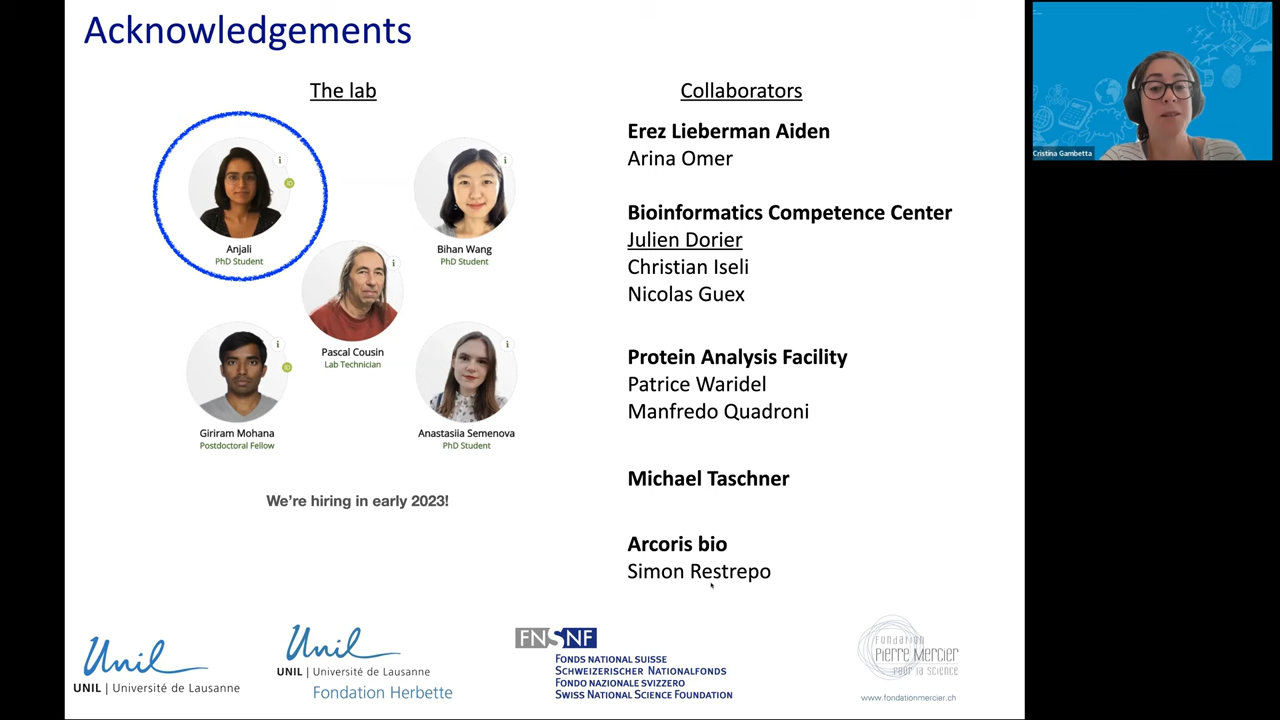 Acknowledgements
The lab
Anjali
PhD Student
Bihan Wang
PhD Student
Pascal Cousin
Lab Technician
Giriram Mohana
Postdoctoral Fellow
Anastasiia Semenova
PhD Student
We're hiring in early 2023!
Collaborators
Erez Lieberman Aiden
Arina Omer
Bioinformatics Competence Center
Julien Dorier
Christian Iseli
Nicolas Guex
Protein Analysis Facility
Patrice Waridel
Manfredo Quadroni
Michael Taschner
Arcoris bio
Simon Restrepo
Unil
UNIL | Université de Lausanne
Unil
UNIL | Université de Lausanne
Fondation Herbette
FNSNF
FONDS NATIONAL SUISSE
SCHWEIZERISCHER NATIONALFONDS
FONDO NAZIONALE SVIZZERO
SWISS NATIONAL SCIENCE FOUNDATION
Fondation
PIERRE MERCIER
pour la science
www.fondationmercier.ch
Cristina Gambetta